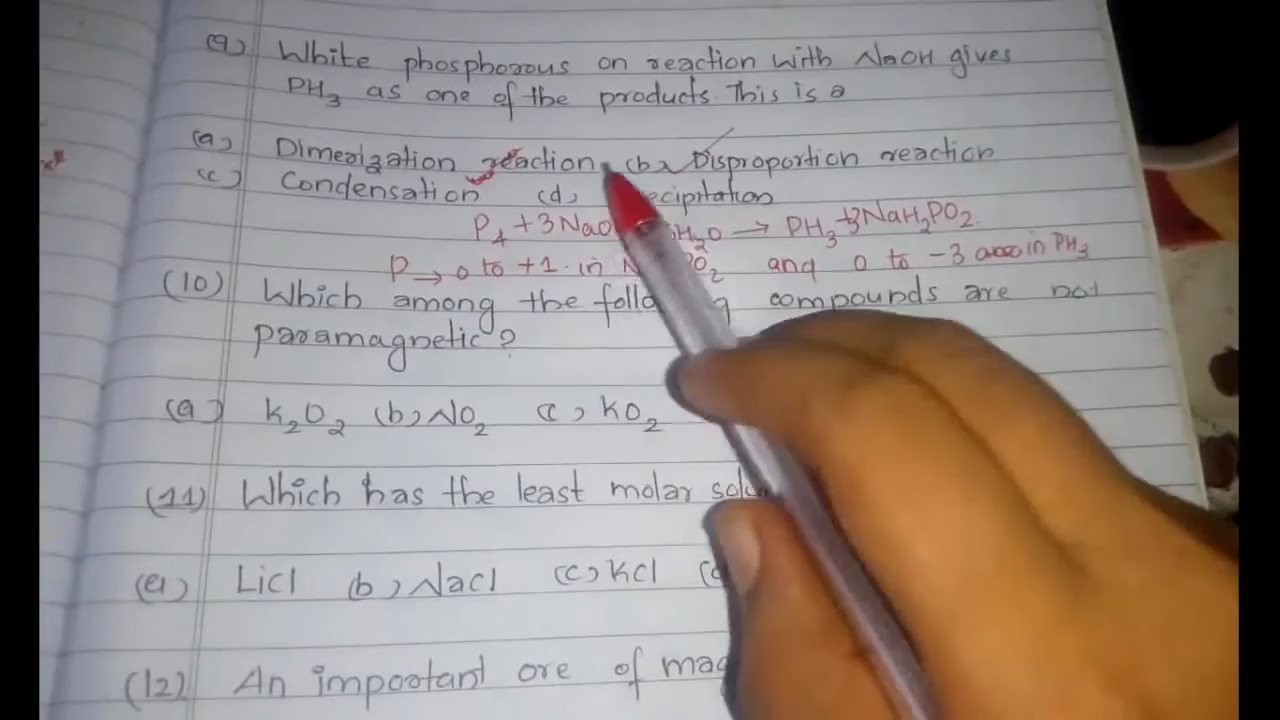 (9) White phosphorous on reaction with NaOH gives
PH3 as one of the products. This is a
(a) Dimerization reaction (b) Disproportion reaction
(c) Condensation (d)
P4 + 3 H2O → PH3 + 3NaH2PO2.
P → 0 to +1 in and 0 to -3 in PH3
(10) Which among the compounds are not
paramagnetic?
(a) K2O2 (b) NO2 (c) KO2
(11) Which has the least molar
(a) LiCl (b) NaCl (c) KCl
(12) An important ore of